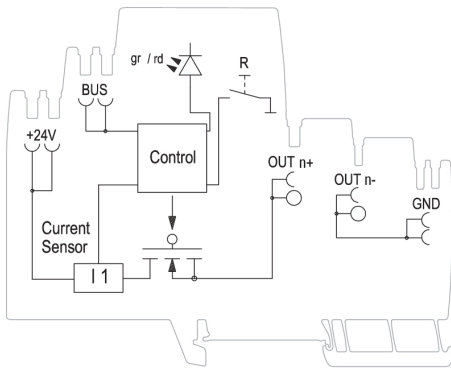 gr / rd
R
BUS
+24V
Control
OUT n+
OUT n-
GND
Current
Sensor
I 1